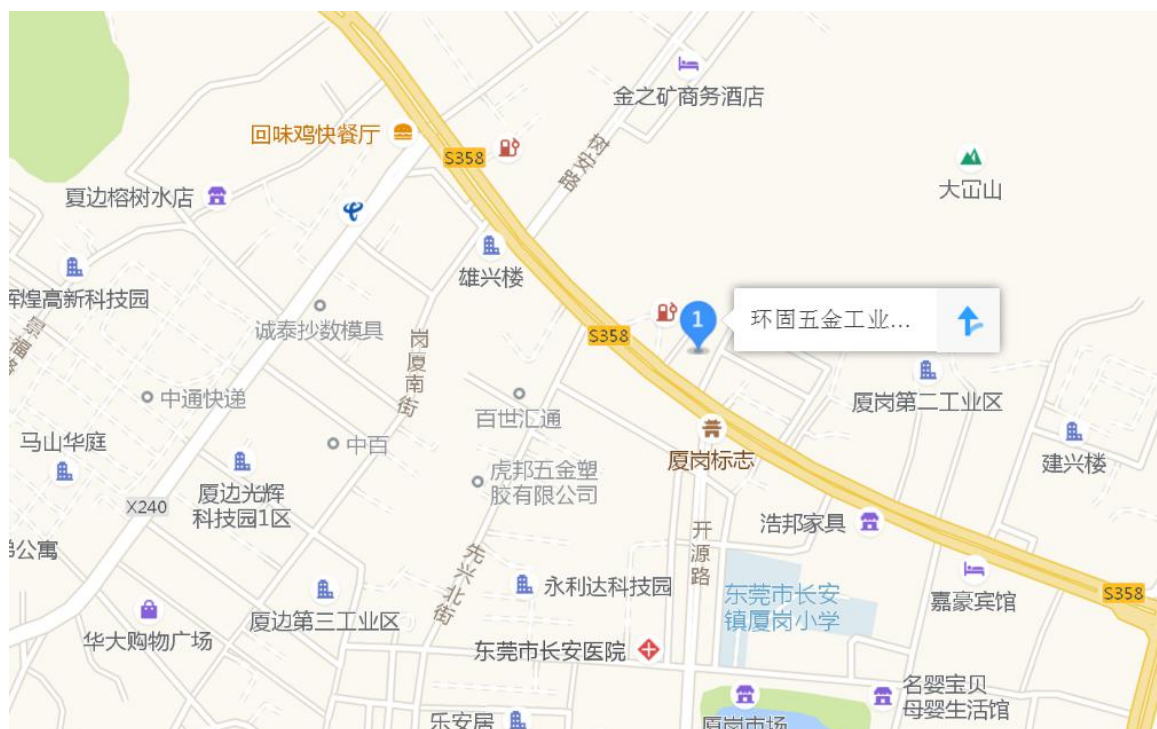 金之矿商务酒店
回味鸡快餐厅
S358
树安路
大冚山
夏边榕树水店
雄兴楼
辉煌高新科技园
诚泰抄数模具
1
环固五金工业...
S358
岗厦南街
厦岗第二工业区
中通快递
百世汇通
马山华庭
中百
厦岗标志
建兴楼
虎邦五金塑
胶有限公司
厦边光辉
科技园1区
X240
浩邦家具
开源路
公寓
先兴北街
永利达科技园
东莞市长安
镇厦岗小学
嘉豪宾馆
S358
厦边第三工业区
华大购物广场
东莞市长安医院
名婴宝贝
母婴生活馆
乐安居
厦岗市场